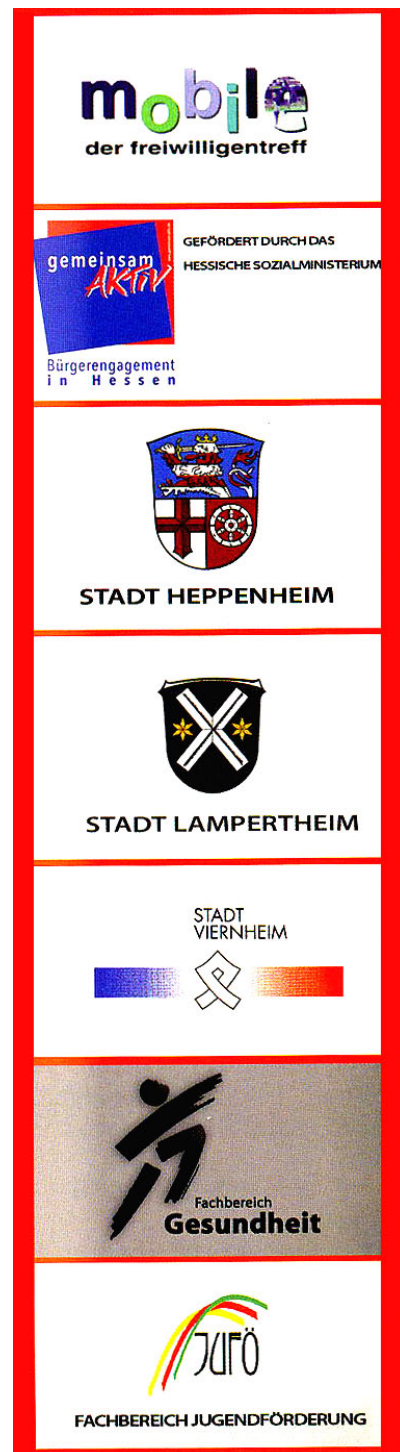 mobile
der freiwilligentreff
gemeinsam
AKTiV
GEFÖRDERT DURCH DAS
HESSISCHE SOZIALMINISTERIUM
Bürgerengagement
in Hessen
STADT HEPPENHEIM
STADT LAMPERTHEIM
STADT
VIERNHEIM
Fachbereich
Gesundheit
JUFÖ
FACHBEREICH JUGENDFÖRDERUNG